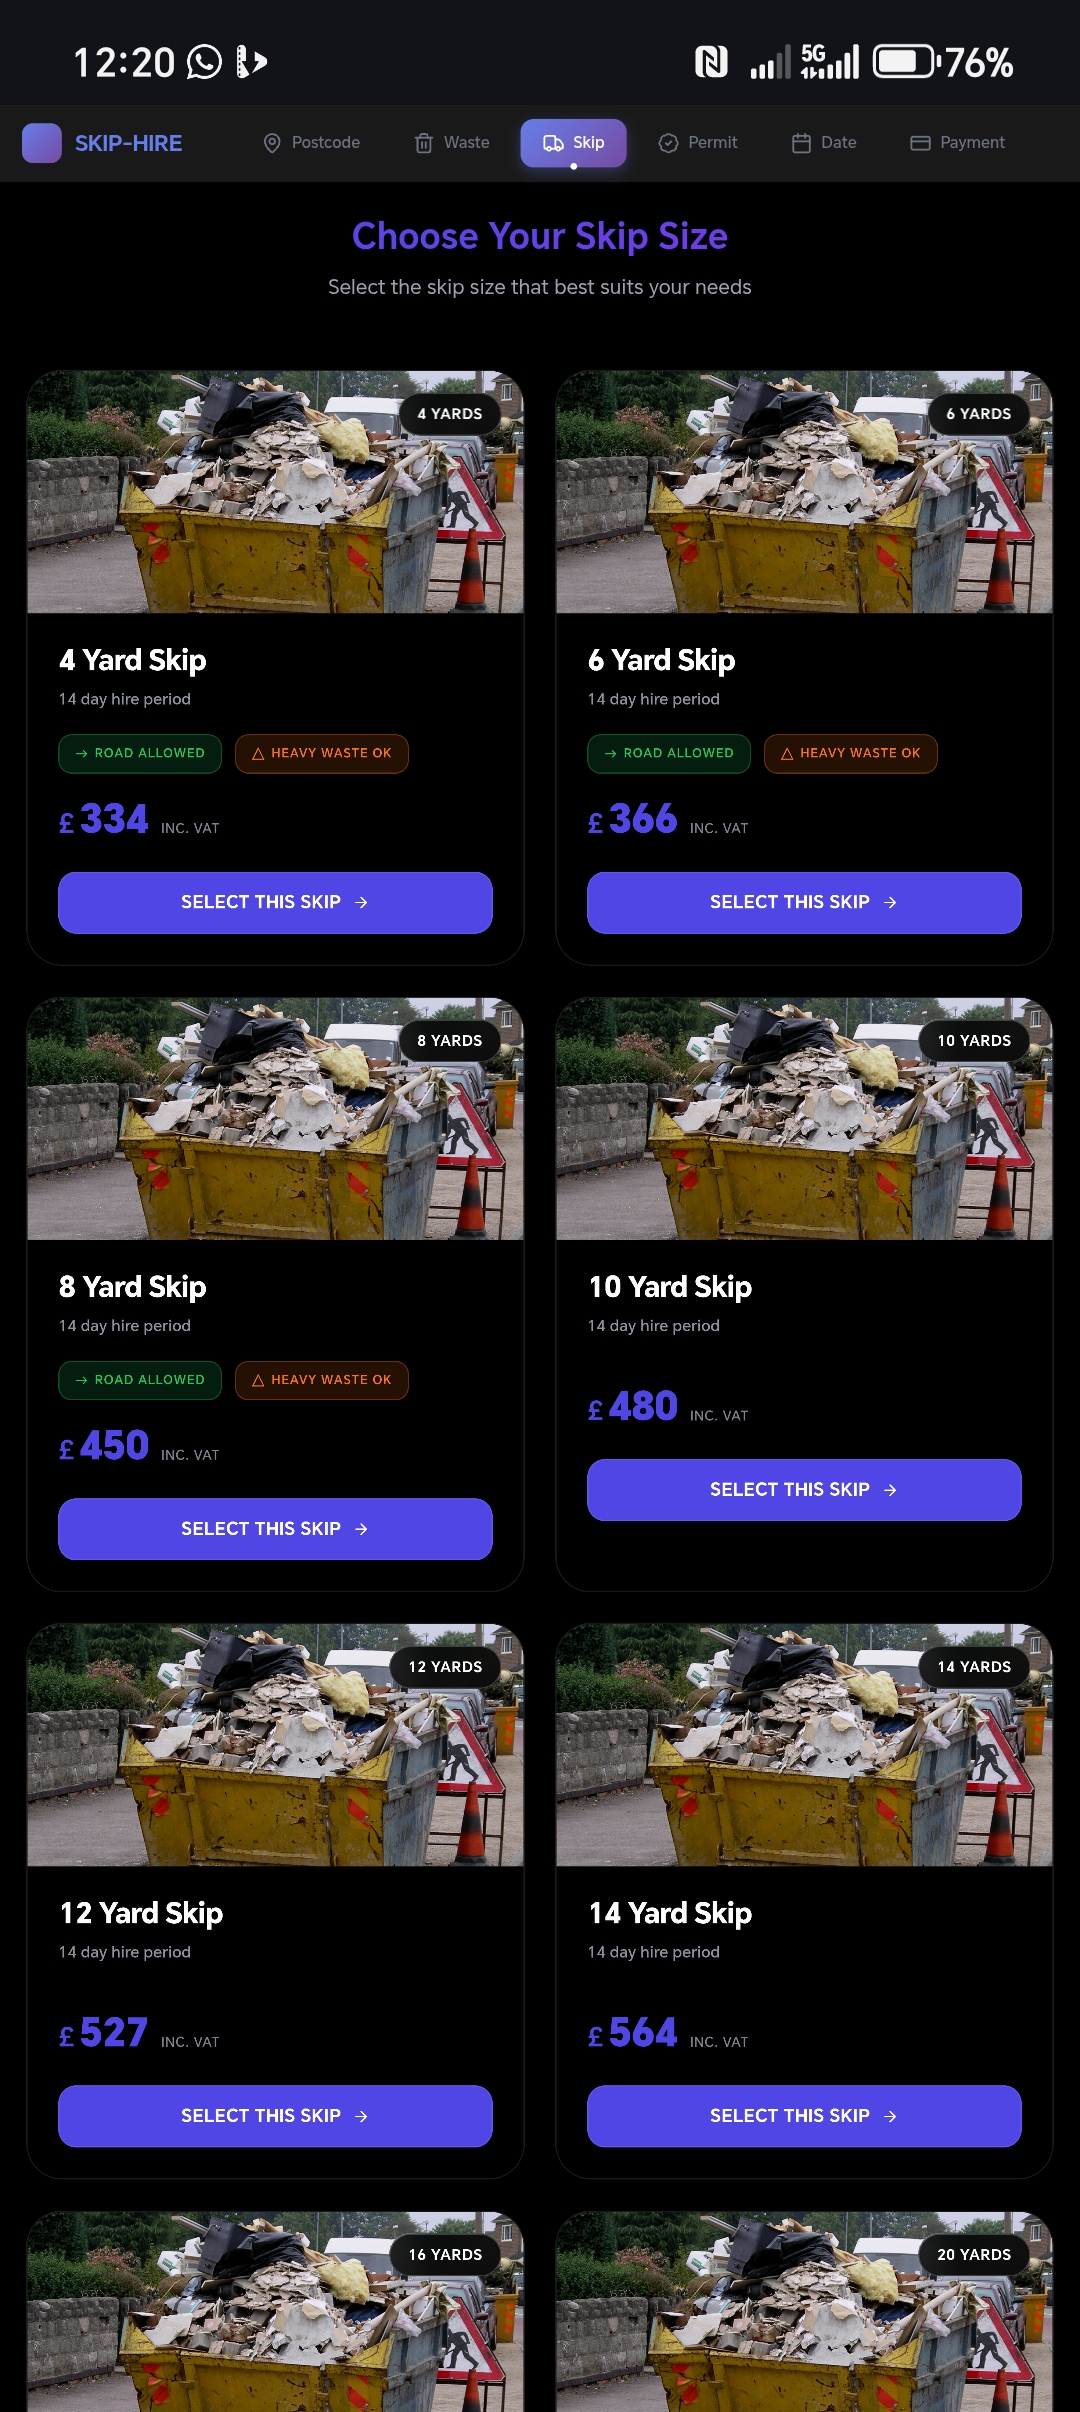 12:20 5G 76%
SKIP-HIRE Postcode Waste Skip Permit Date Payment
Choose Your Skip Size
Select the skip size that best suits your needs
4 YARDS
4 Yard Skip
14 day hire period
→ ROAD ALLOWED HEAVY WASTE OK
£ 334 INC. VAT
SELECT THIS SKIP →
6 YARDS
6 Yard Skip
14 day hire period
→ ROAD ALLOWED HEAVY WASTE OK
£ 366 INC. VAT
SELECT THIS SKIP →
8 YARDS
8 Yard Skip
14 day hire period
→ ROAD ALLOWED HEAVY WASTE OK
£ 450 INC. VAT
SELECT THIS SKIP →
10 YARDS
10 Yard Skip
14 day hire period
£ 480 INC. VAT
SELECT THIS SKIP →
12 YARDS
12 Yard Skip
14 day hire period
£ 527 INC. VAT
SELECT THIS SKIP →
14 YARDS
14 Yard Skip
14 day hire period
£ 564 INC. VAT
SELECT THIS SKIP →
16 YARDS
20 YARDS